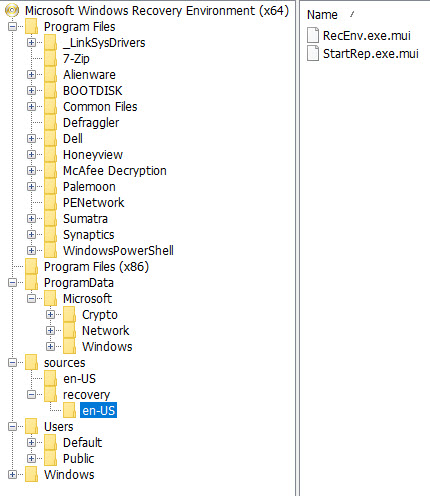 Microsoft Windows Recovery Environment (x64)
Program Files
_LinkSysDrivers
7-Zip
Alienware
BOOTDISK
Common Files
Defraggler
Dell
Honeyview
McAfee Decryption
Palemoon
PENetwork
Sumatra
Synaptics
WindowsPowerShell
Program Files (x86)
ProgramData
Microsoft
Crypto
Network
Windows
sources
en-US
recovery
en-US
Users
Default
Public
Windows
Name
RecEnv.exe.mui
StartRep.exe.mui